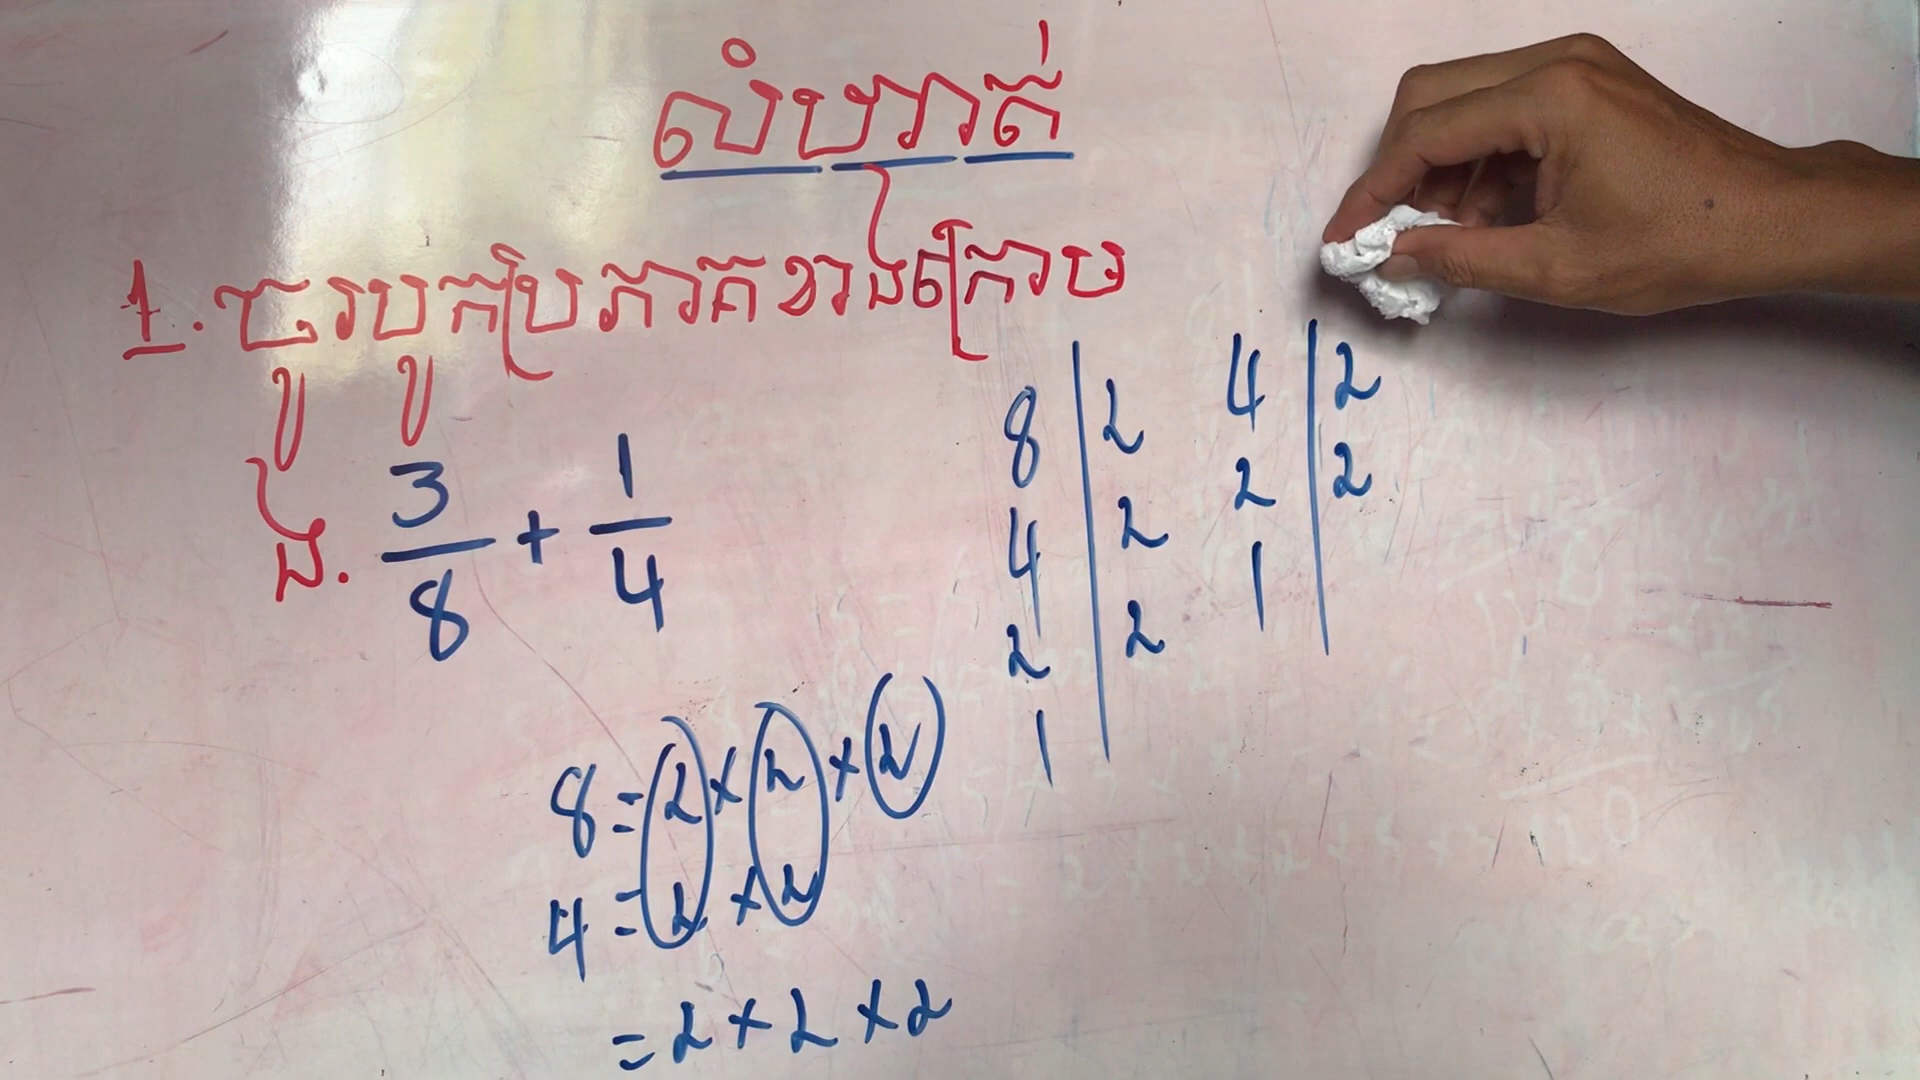 លំហាត់
1. ចូរបូកប្រភាគខាងក្រោម
ង. 3/8 + 1/4
8 | 2
4 | 2
2 | 2
1 |
4 | 2
2 | 2
1 |
8 = 2 × 2 × 2
4 = 2 × 2
= 2 × 2 × 2